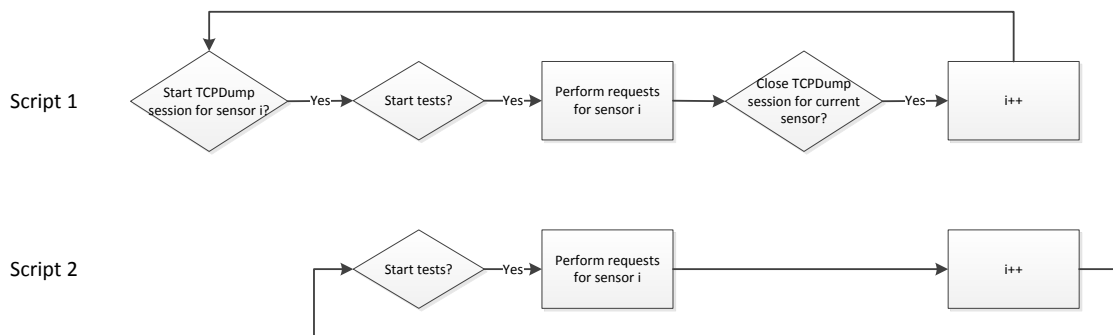 Script 1
Start TCPDump
session for sensor i?
Yes
Start tests?
Yes
Perform requests
for sensor i
Close TCPDump
session for current
sensor?
Yes
i++
Script 2
Start tests?
Yes
Perform requests
for sensor i
i++